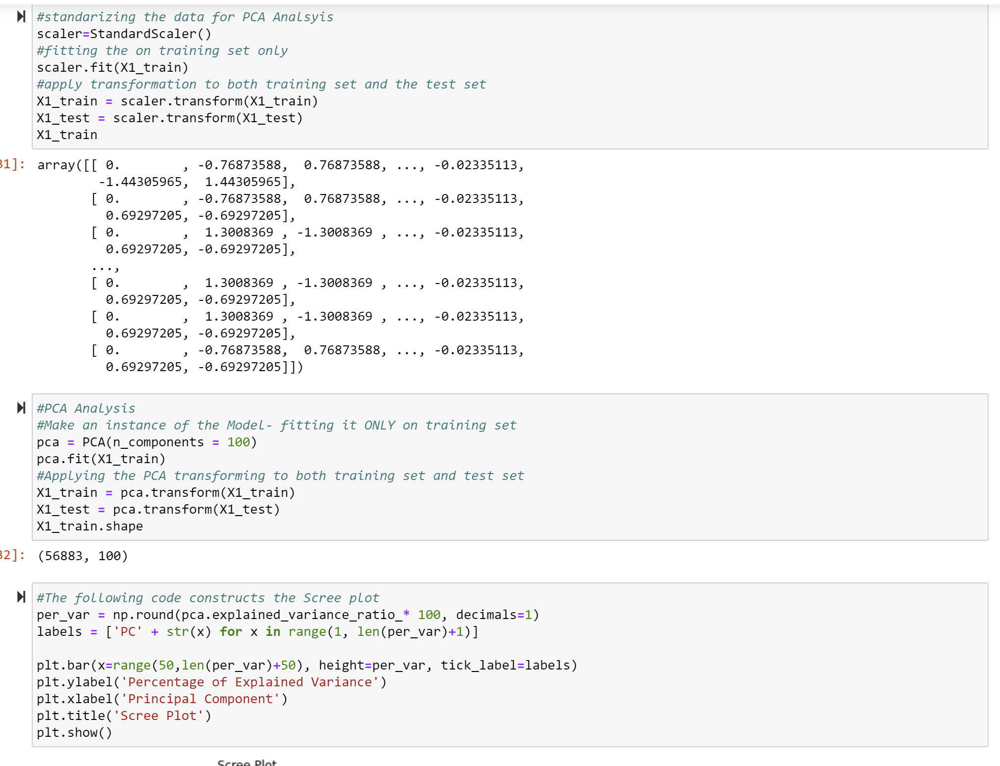 #standarizing the data for PCA Analsyis
scaler=StandardScaler()
#fitting the on training set only
scaler.fit(X1_train)
#apply transformation to both training set and the test set
X1_train = scaler.transform(X1_train)
X1_test = scaler.transform(X1_test)
X1_train
31]: array([[ 0.        , -0.76873588,  0.76873588, ..., -0.02335113,
        -1.44305965,  1.44305965],
       [ 0.        , -0.76873588,  0.76873588, ..., -0.02335113,
         0.69297205, -0.69297205],
       [ 0.        ,  1.3008369 , -1.3008369 , ..., -0.02335113,
         0.69297205, -0.69297205],
       ...,
       [ 0.        ,  1.3008369 , -1.3008369 , ..., -0.02335113,
         0.69297205, -0.69297205],
       [ 0.        ,  1.3008369 , -1.3008369 , ..., -0.02335113,
         0.69297205, -0.69297205],
       [ 0.        , -0.76873588,  0.76873588, ..., -0.02335113,
         0.69297205, -0.69297205]])
#PCA Analysis
#Make an instance of the Model- fitting it ONLY on training set
pca = PCA(n_components = 100)
pca.fit(X1_train)
#Applying the PCA transforming to both training set and test set
X1_train = pca.transform(X1_train)
X1_test = pca.transform(X1_test)
X1_train.shape
32]: (56883, 100)
#The following code constructs the Scree plot
per_var = np.round(pca.explained_variance_ratio_* 100, decimals=1)
labels = ['PC' + str(x) for x in range(1, len(per_var)+1)]
plt.bar(x=range(50,len(per_var)+50), height=per_var, tick_label=labels)
plt.ylabel('Percentage of Explained Variance')
plt.xlabel('Principal Component')
plt.title('Scree Plot')
plt.show()
Scree Plot